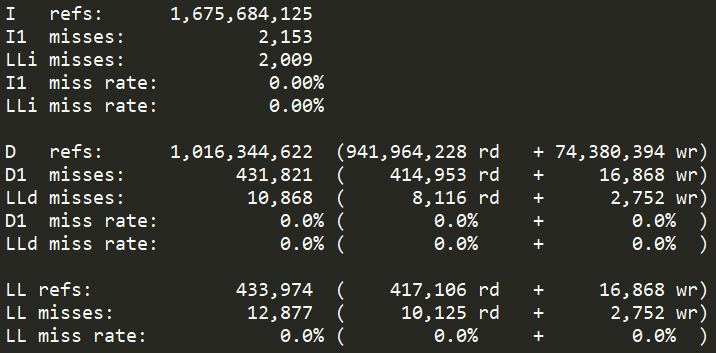 I   refs:      1,675,684,125
I1  misses:            2,153
LLi misses:            2,009
I1  miss rate:         0.00%
LLi miss rate:         0.00%

D   refs:      1,016,344,622  (941,964,228 rd   + 74,380,394 wr)
D1  misses:          431,821  (    414,953 rd   +     16,868 wr)
LLd misses:           10,868  (      8,116 rd   +      2,752 wr)
D1  miss rate:          0.0% (        0.0%     +        0.0%  )
LLd miss rate:          0.0% (        0.0%     +        0.0%  )

LL refs:             433,974  (    417,106 rd   +     16,868 wr)
LL misses:            12,877  (     10,125 rd   +      2,752 wr)
LL miss rate:           0.0% (        0.0%     +        0.0%  )